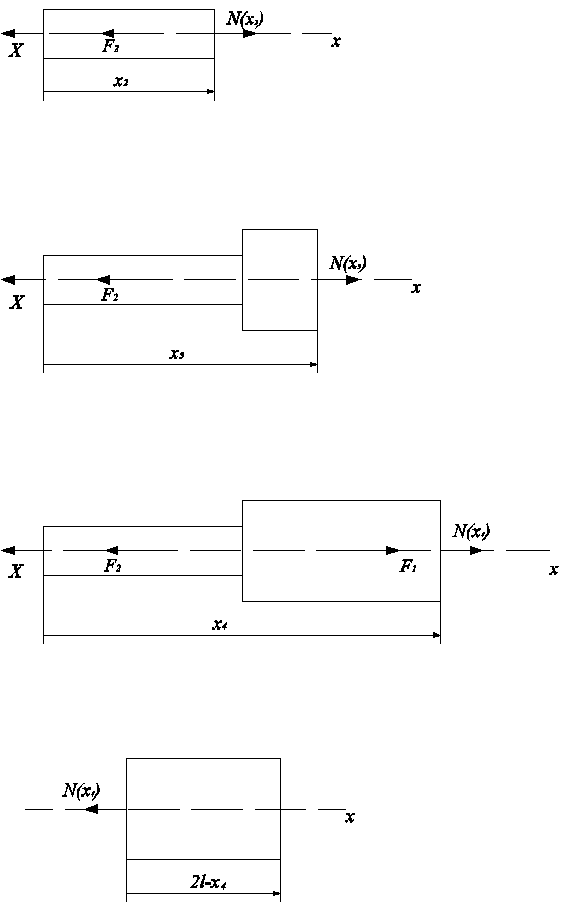 N(x₂)
X F₂ x
x₂
N(x₃)
X F₂ x
x₃
N(x₄)
X F₂ F₁ x
x₄
N(x₄)
x
2l-x₄